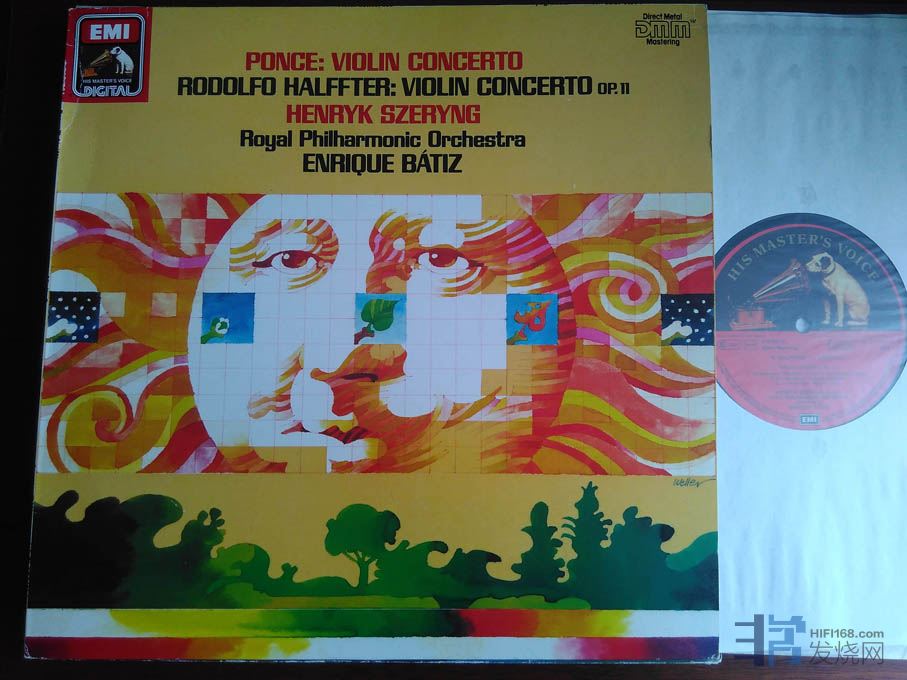 EMI
HIS MASTER'S VOICE
DIGITAL
Direct Metal
DMM
Mastering
PONCE: VIOLIN CONCERTO
RODOLFO HALFFTER: VIOLIN CONCERTO OP. 11
HENRYK SZERYNG
Royal Philharmonic Orchestra
ENRIQUE BÁTIZ
Weller
HIS MASTER'S VOICE
EMI
HIFI168.com
发烧网